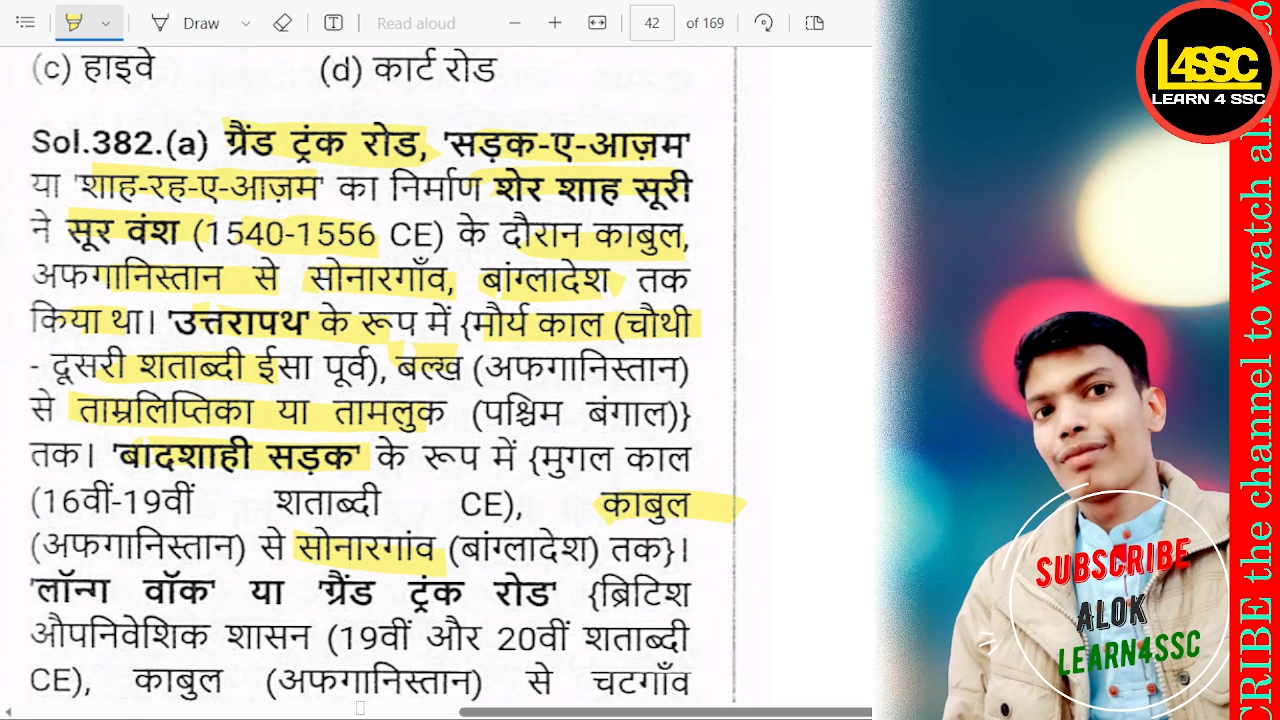 Draw
Read aloud
42 of 169
(c) हाइवे (d) कार्ट रोड
Sol.382.(a) ग्रैंड ट्रंक रोड, 'सड़क-ए-आज़म'
या 'शाह-रह-ए-आज़म' का निर्माण शेर शाह सूरी
ने सूर वंश (1540-1556 CE) के दौरान काबुल,
अफगानिस्तान से सोनारगाँव, बांग्लादेश तक
किया था। 'उत्तरापथ' के रूप में {मौर्य काल (चौथी
- दूसरी शताब्दी ईसा पूर्व), बल्ख (अफगानिस्तान)
से ताम्रलिप्तिका या तामलुक (पश्चिम बंगाल)}
तक। 'बादशाही सड़क' के रूप में {मुगल काल
(16वीं-19वीं शताब्दी CE), काबुल
(अफगानिस्तान) से सोनारगांव (बांग्लादेश) तक}।
'लॉन्ग वॉक' या 'ग्रैंड ट्रंक रोड' {ब्रिटिश
औपनिवेशिक शासन (19वीं और 20वीं शताब्दी
CE), काबुल (अफगानिस्तान) से चटगाँव
L4SSC
LEARN 4 SSC
SUBSCRIBE
ALOK
LEARN4SSC
CRIBE the channel to watch all